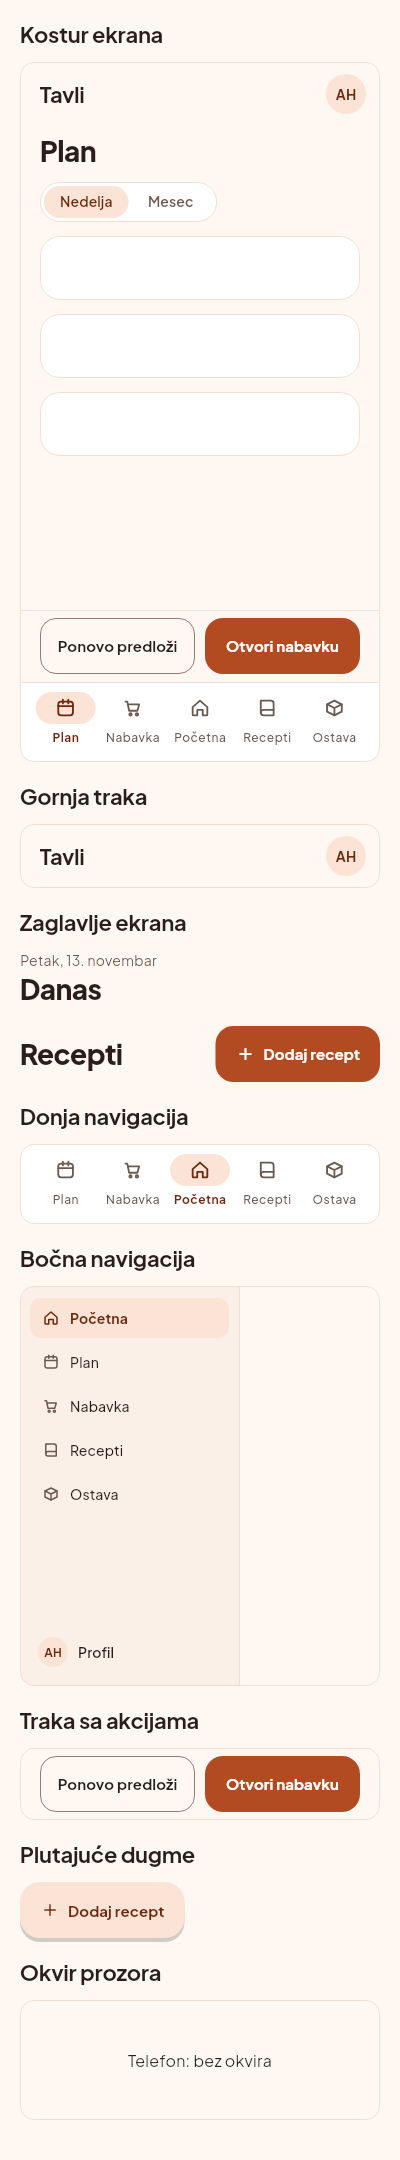 Kostur ekrana
Tavli
AH
Plan
Nedelja
Mesec
Ponovo predloži
Otvori nabavku
Plan
Nabavka
Početna
Recepti
Ostava
Gornja traka
Tavli
AH
Zaglavlje ekrana
Petak, 13. novembar
Danas
Recepti
Dodaj recept
Donja navigacija
Plan
Nabavka
Početna
Recepti
Ostava
Bočna navigacija
Početna
Plan
Nabavka
Recepti
Ostava
AH
Profil
Traka sa akcijama
Ponovo predloži
Otvori nabavku
Plutajuće dugme
Dodaj recept
Okvir prozora
Telefon: bez okvira